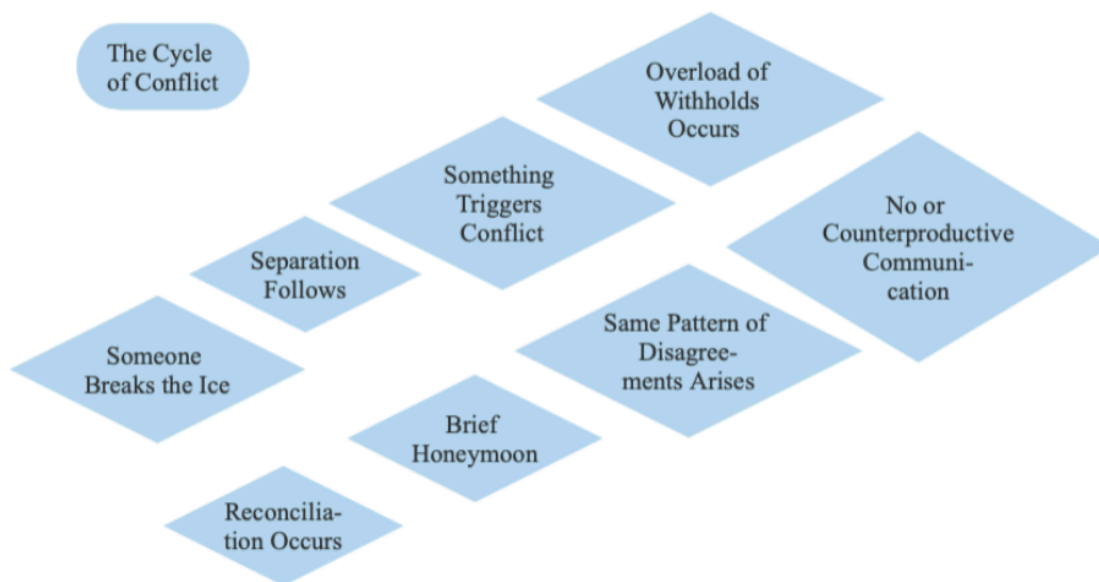 The Cycle
of Conflict
Overload of
Withholds
Occurs
Something
Triggers
Conflict
No or
Counterproductive
Communi-
cation
Separation
Follows
Same Pattern of
Disagree-
ments Arises
Someone
Breaks the Ice
Brief
Honeymoon
Reconcilia-
tion Occurs